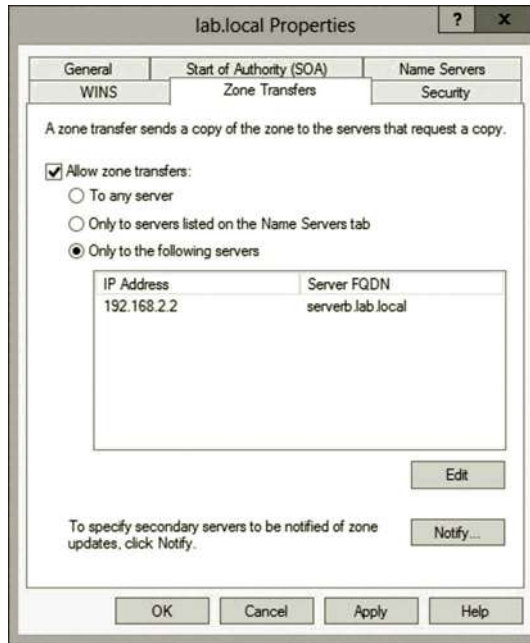 lab.local Properties
?
x
General
Start of Authority (SOA)
Name Servers
WINS
Zone Transfers
Security
A zone transfer sends a copy of the zone to the servers that request a copy.
Allow zone transfers:
To any server
Only to servers listed on the Name Servers tab
Only to the following servers
IP Address
Server FQDN
192.168.2.2
serverb.lab.local
Edit
To specify secondary servers to be notified of zone
updates, click Notify.
Notify...
OK
Cancel
Apply
Help